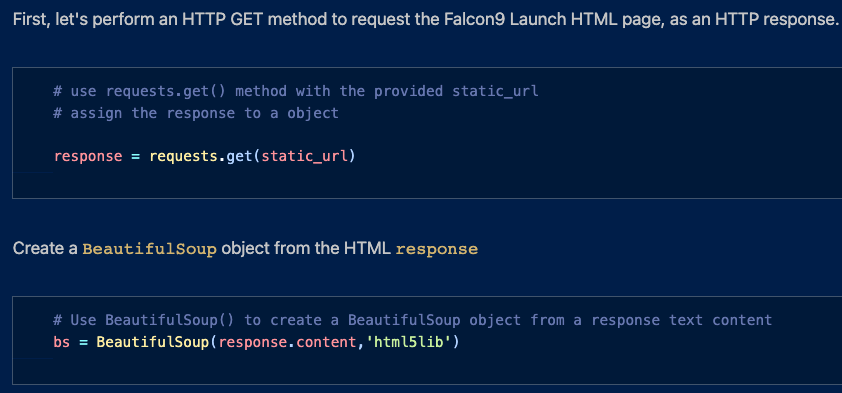 First, let's perform an HTTP GET method to request the Falcon9 Launch HTML page, as an HTTP response.
# use requests.get() method with the provided static_url
# assign the response to a object
response = requests.get(static_url)
Create a BeautifulSoup object from the HTML response
# Use BeautifulSoup() to create a BeautifulSoup object from a response text content
bs = BeautifulSoup(response.content,'html5lib')